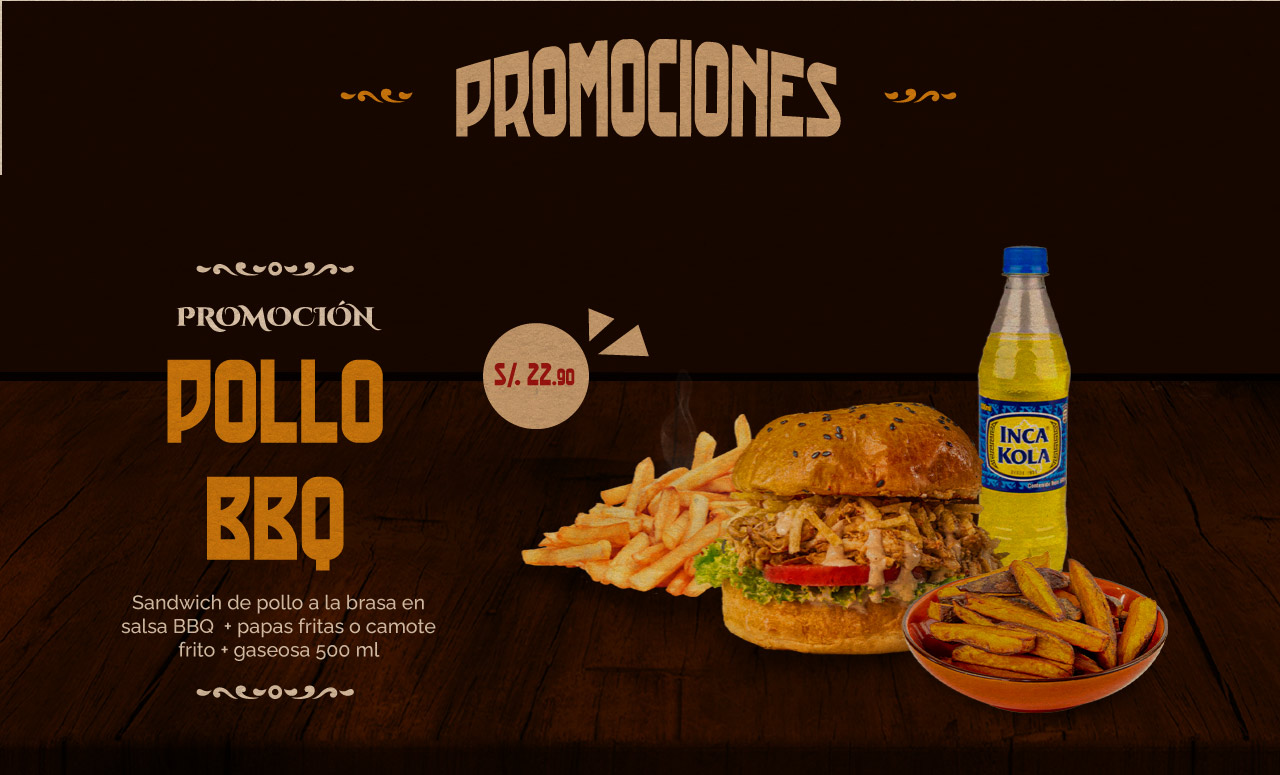 PROMOCIONES
PROMOCIÓN
POLLO
BBQ
Sandwich de pollo a la brasa en
salsa BBQ + papas fritas o camote
frito + gaseosa 500 ml
S/. 22.90
INCA
KOLA